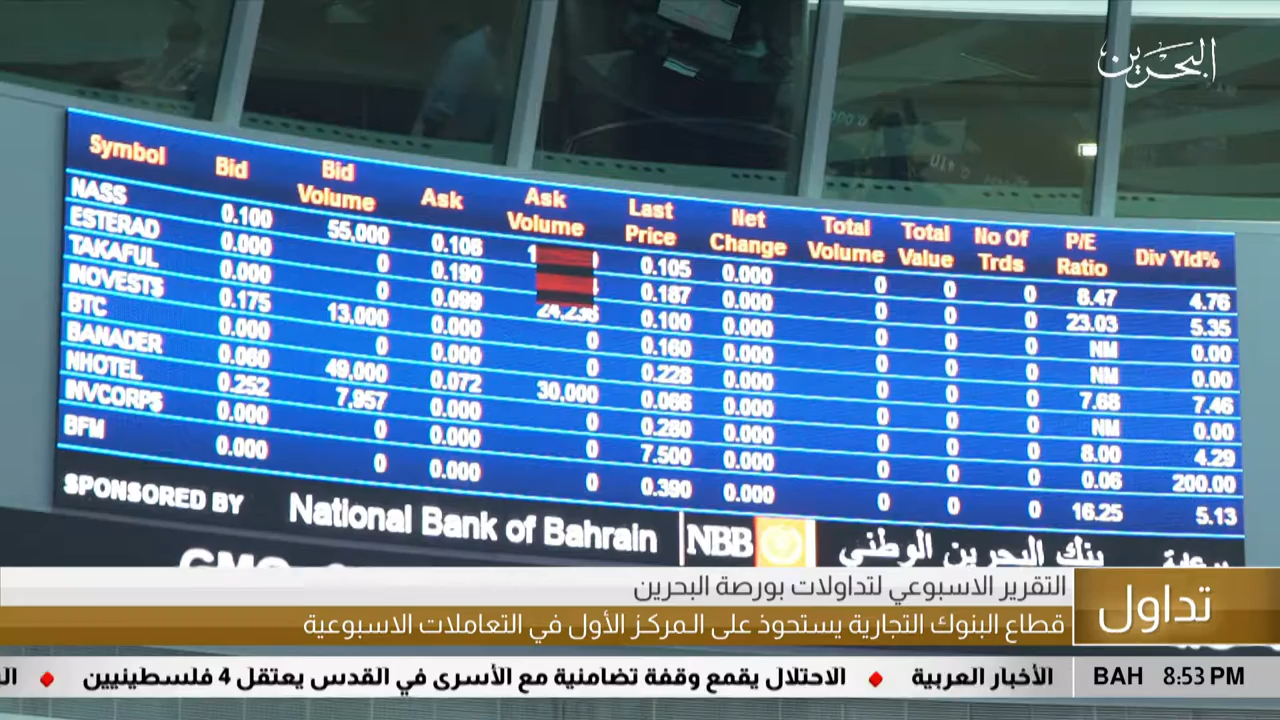 البحرين
Symbol Bid Bid Volume Ask Ask Volume Last Price Net Change Total Volume Total Value No Of Trds P/E Ratio Div Yld%
NASS 0.100 55,000 0.106 0.105 0.000 0 0 0 8.47 4.76
ESTERAD 0.000 0 0.190 0.187 0.000 0 0 0 23.03 5.35
TAKAFUL 0.000 0 0.099 0.100 0.000 0 0 0 NM 0.00
INOVEST$ 0.175 13,000 0.000 0 0.160 0.000 0 0 0 NM 0.00
BTC 0.000 0 0.000 0 0.228 0.000 0 0 0 7.68 7.46
BANADER 0.060 49,000 0.072 30,000 0.066 0.000 0 0 0 NM 0.00
NHOTEL 0.252 7,957 0.000 0 0.280 0.000 0 0 0 8.00 4.29
INVCORP$ 0.000 0 0.000 0 7.500 0.000 0 0 0 0.06 200.00
BFM 0.000 0 0.000 0 0.390 0.000 0 0 0 16.25 5.13
SPONSORED BY National Bank of Bahrain NBB بنك البحرين الوطني برعاية
تداول
التقرير الاسبوعي لتداولات بورصة البحرين
قطاع البنوك التجارية يستحوذ على المركز الأول في التعاملات الاسبوعية
BAH 8:53 PM
الأخبار العربية ♦ الاحتلال يقمع وقفة تضامنية مع الأسرى في القدس يعتقل 4 فلسطينيين ♦